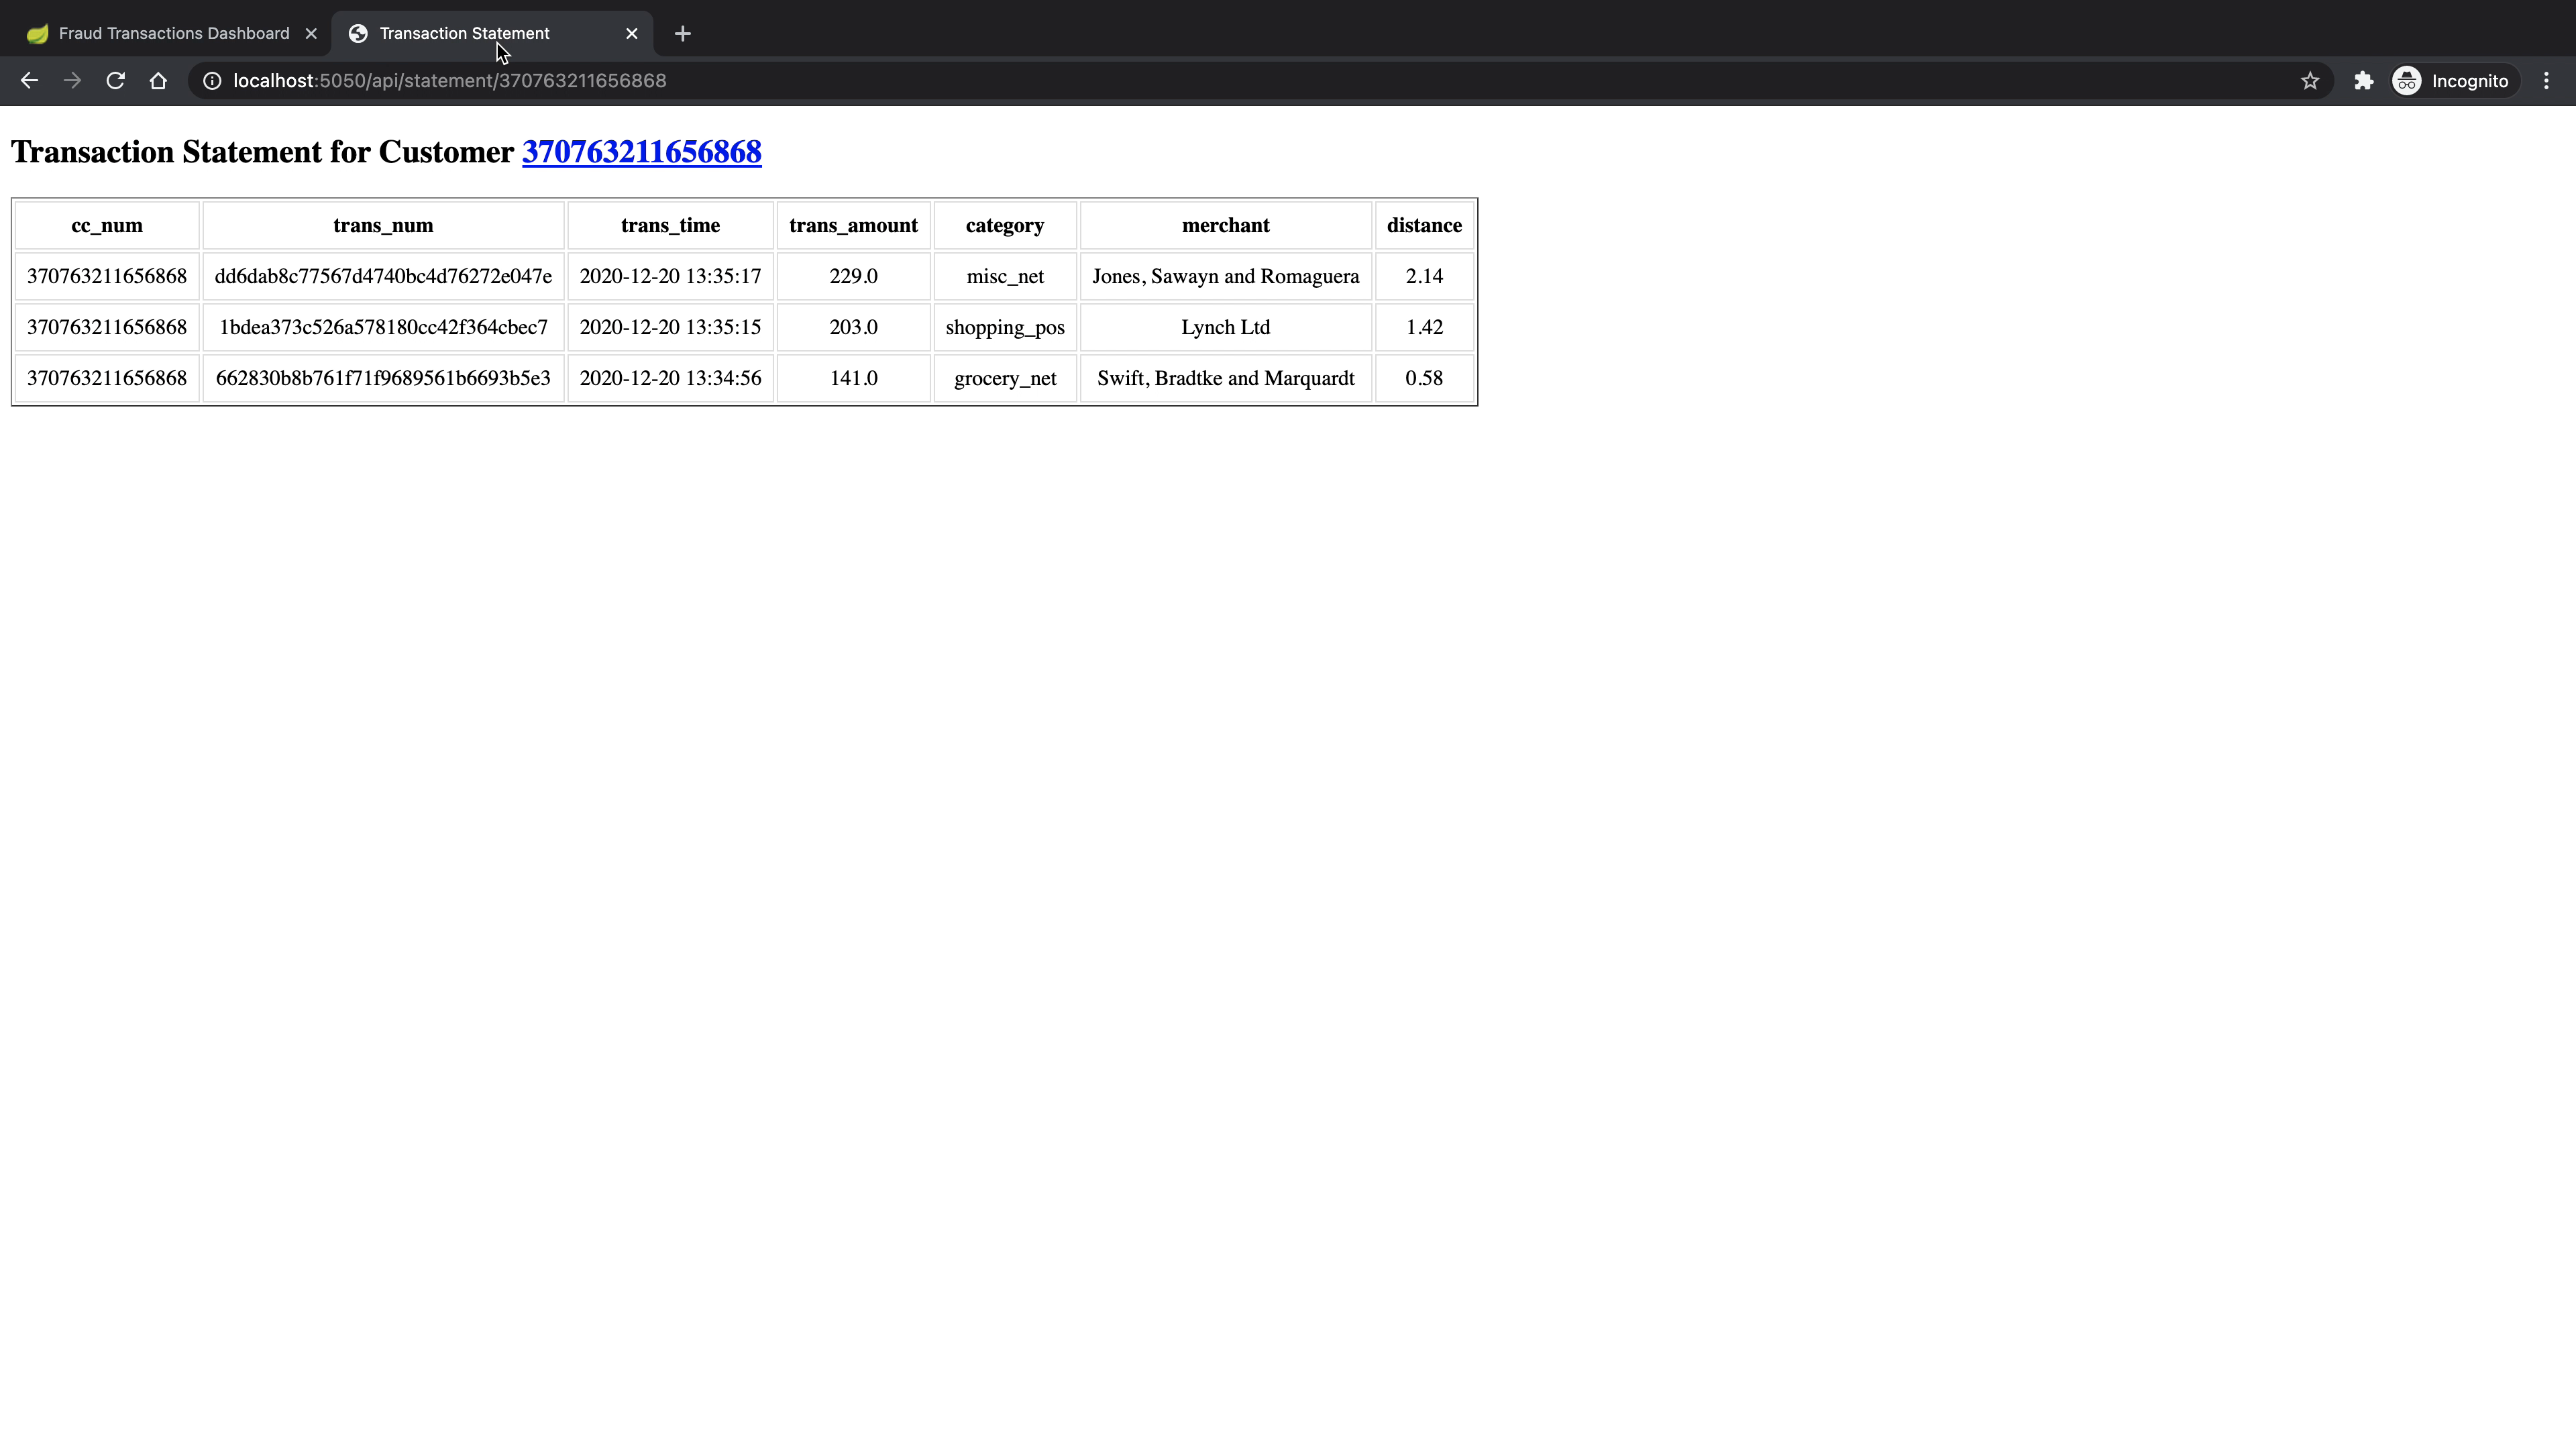 Fraud Transactions Dashboard
Transaction Statement
localhost:5050/api/statement/370763211656868
Incognito
Transaction Statement for Customer 370763211656868
cc_num trans_num trans_time trans_amount category merchant distance
370763211656868 dd6dab8c77567d4740bc4d76272e047e 2020-12-20 13:35:17 229.0 misc_net Jones, Sawayn and Romaguera 2.14
370763211656868 1bdea373c526a578180cc42f364cbec7 2020-12-20 13:35:15 203.0 shopping_pos Lynch Ltd 1.42
370763211656868 662830b8b761f71f9689561b6693b5e3 2020-12-20 13:34:56 141.0 grocery_net Swift, Bradtke and Marquardt 0.58